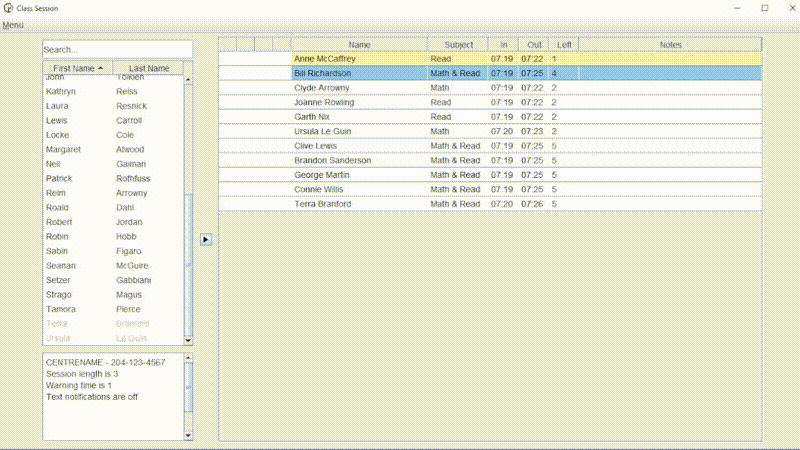 Class Session
Menu
Search...
First Name Last Name
John Tolkien
Kathryn Reiss
Laura Resnick
Lewis Carroll
Locke Cole
Margaret Atwood
Neil Gaiman
Patrick Rothfuss
Reim Arrowny
Roald Dahl
Robert Jordan
Robin Hobb
Sabin Figaro
Seanan McGuire
Setzer Gabbiani
Strago Magus
Tamora Pierce
Terra Branford
Ursula Le Guin
CENTRENAME - 204-123-4567
Session length is 3
Warning time is 1
Text notifications are off
Name Subject In Out Left Notes
Anne McCaffrey Read 07:19 07:22 1
Bill Richardson Math & Read 07:19 07:25 4
Clyde Arrowny Math 07:19 07:22 2
Joanne Rowling Read 07:19 07:22 2
Garth Nix Read 07:19 07:22 2
Ursula Le Guin Math 07:20 07:23 2
Clive Lewis Math & Read 07:19 07:25 5
Brandon Sanderson Math & Read 07:19 07:25 5
George Martin Math & Read 07:19 07:25 5
Connie Willis Math & Read 07:19 07:25 5
Terra Branford Math & Read 07:20 07:26 5